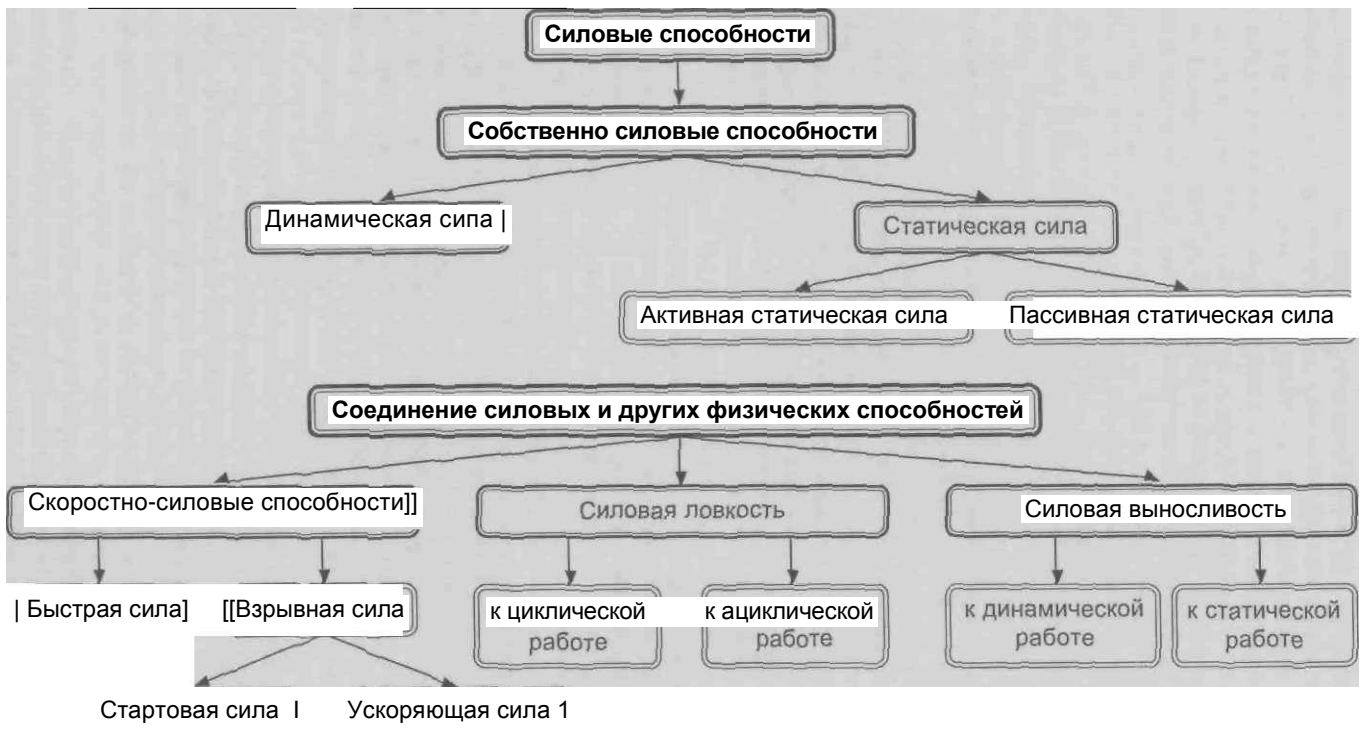 Силовые способности
Собственно силовые способности
Динамическая сипа |
Статическая сила
Активная статическая сила
Пассивная статическая сила
Соединение силовых и других физических способностей
Скоростно-силовые способности]]
Силовая ловкость
Силовая выносливость
| Быстрая сила]
[[Взрывная сила
к циклической
работе
к ациклической
работе
к динамической
работе
к статической
работе
Стартовая сила I
Ускоряющая сила 1